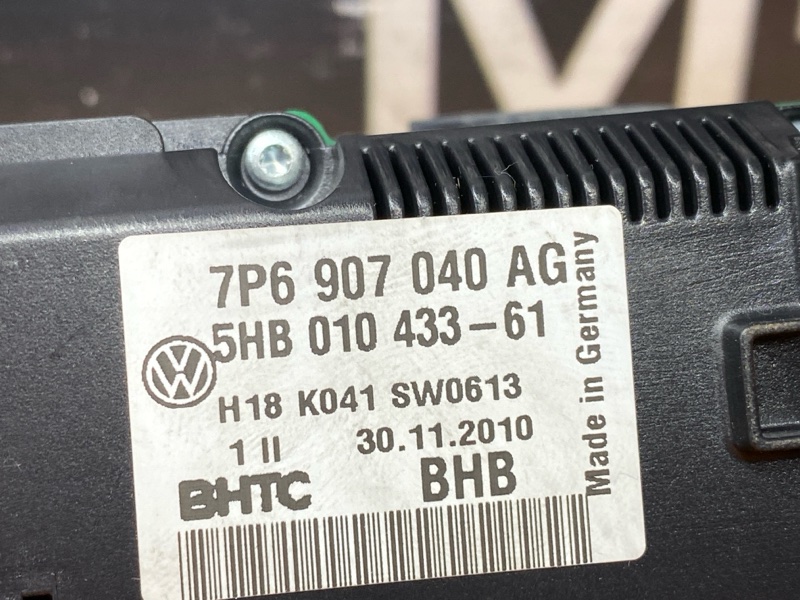 7P6 907 040 AG
5HB 010 433-61
H18 K041 SW0613
1 II 30.11.2010
BHTC BHB
Made in Germany